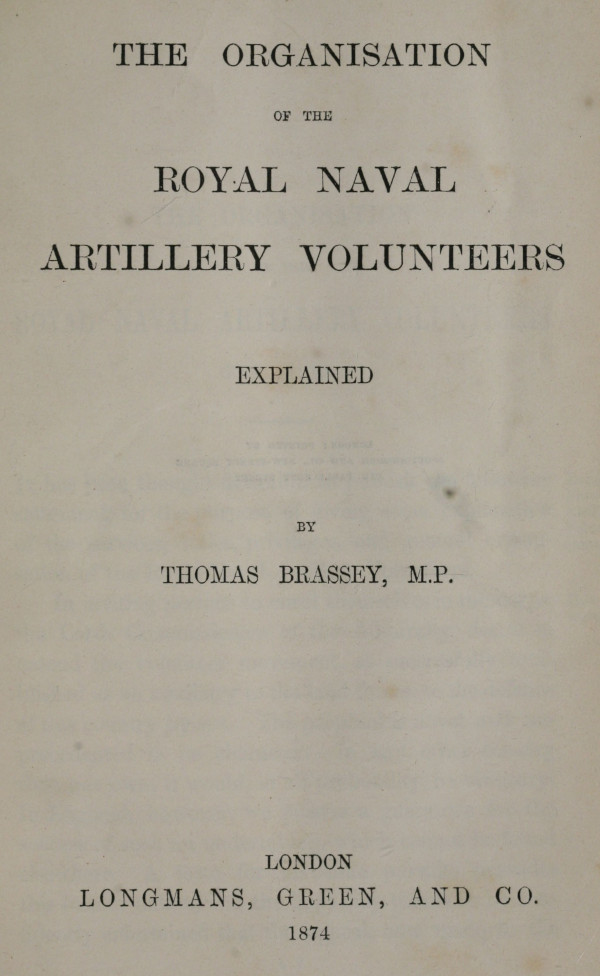 THE ORGANISATION
OF THE
ROYAL NAVAL
ARTILLERY VOLUNTEERS
EXPLAINED
BY
THOMAS BRASSEY, M.P.
LONDON
LONGMANS, GREEN, AND CO.
1874